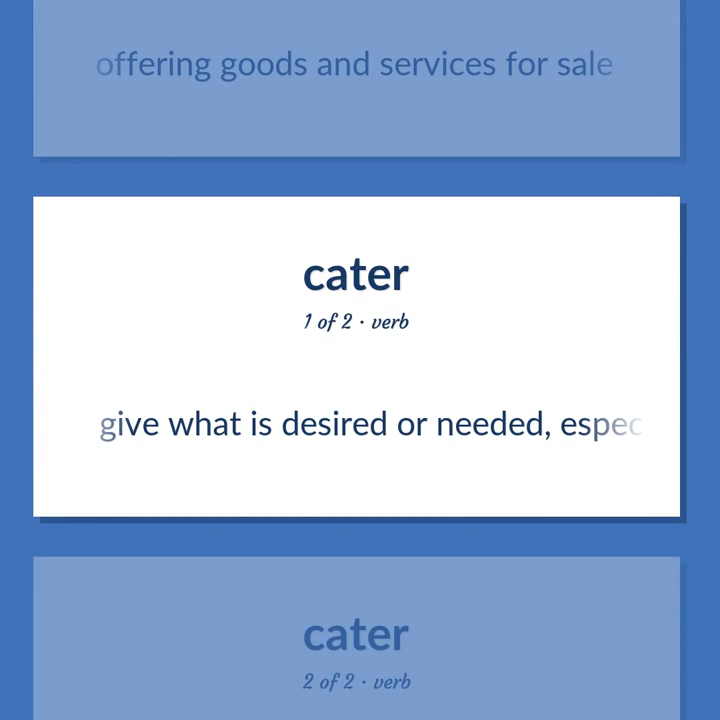 offering goods and services for sale
cater
1 of 2 · verb
give what is desired or needed, espec
cater
2 of 2 · verb